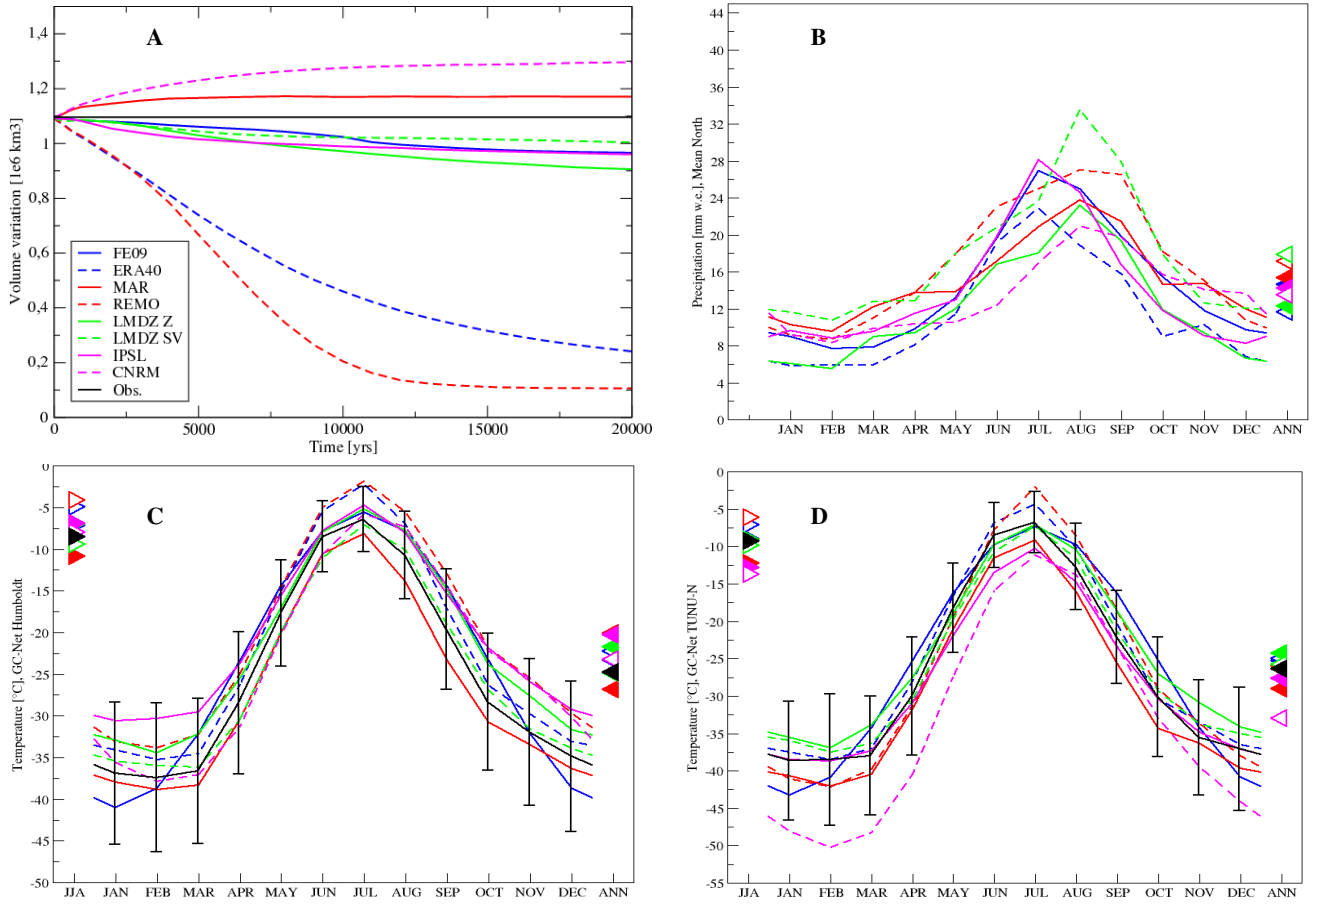 A
Volume variation [1e6 km3]
1,4
1,2
1
0,8
0,6
0,4
0,2
0
FE09
ERA40
MAR
REMO
LMDZ Z
LMDZ SV
IPSL
CNRM
Obs.
0 5000 10000 15000 20000
Time [yrs]
B
Precipitation [mm w.e.], Mean North
44
40
36
32
28
24
20
16
12
8
4
0
JAN FEB MAR APR MAY JUN JUL AUG SEP OCT NOV DEC ANN
C
Temperature [°C], GC-Net Humboldt
0
-5
-10
-15
-20
-25
-30
-35
-40
-45
-50
JJA JAN FEB MAR APR MAY JUN JUL AUG SEP OCT NOV DEC ANN
D
Temperature [°C], GC-Net TUNU-N
0
-5
-10
-15
-20
-25
-30
-35
-40
-45
-50
-55
JJA JAN FEB MAR APR MAY JUN JUL AUG SEP OCT NOV DEC ANN